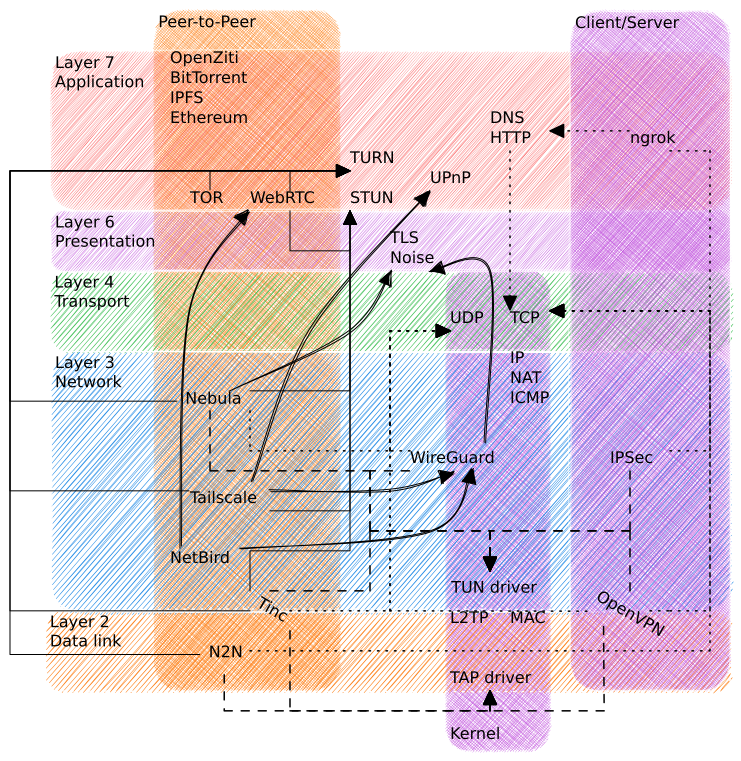 Peer-to-Peer
Client/Server
Layer 7
Application
OpenZiti
BitTorrent
IPFS
Ethereum
DNS
HTTP
ngrok
TURN
UPnP
TOR
WebRTC
STUN
Layer 6
Presentation
TLS
Noise
Layer 4
Transport
UDP
TCP
Layer 3
Network
IP
NAT
ICMP
Nebula
WireGuard
IPSec
Tailscale
NetBird
TUN driver
Tinc
OpenVPN
Layer 2
Data link
L2TP
MAC
N2N
TAP driver
Kernel